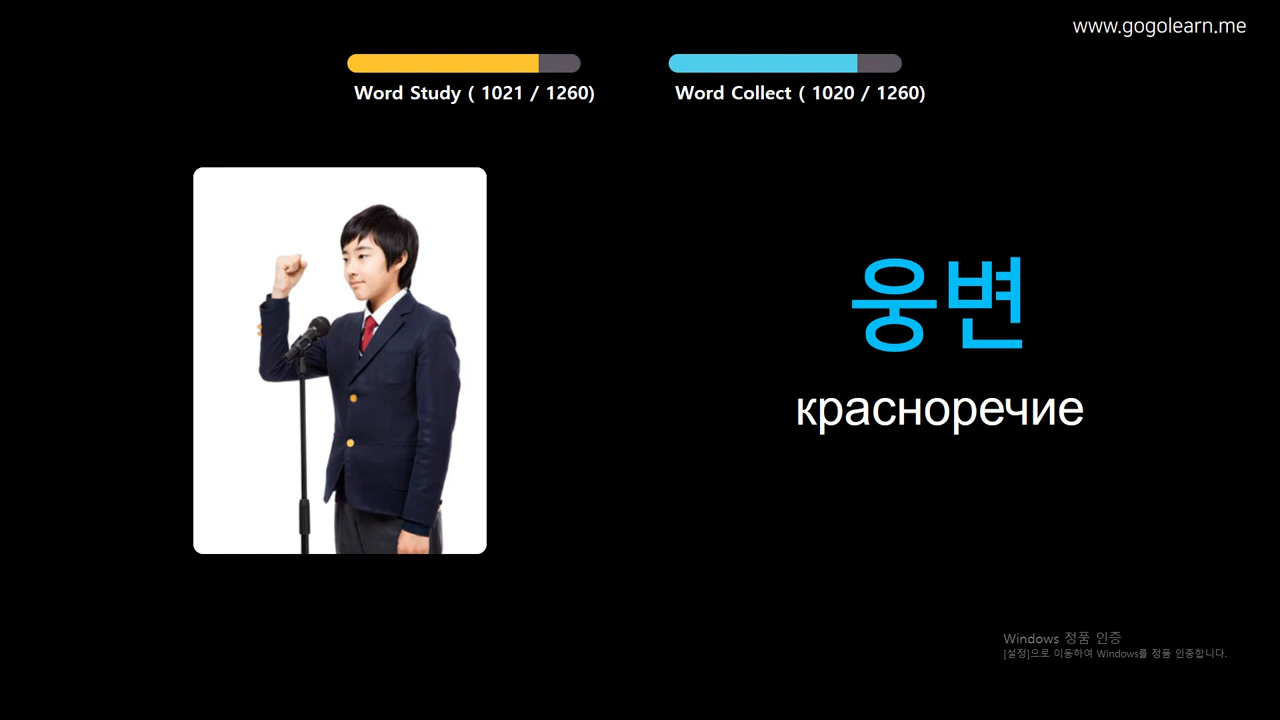 www.gogolearn.me
Word Study ( 1021 / 1260)
Word Collect ( 1020 / 1260)
웅변
красноречие
Windows 정품 인증
[설정]으로 이동하여 Windows를 정품 인증합니다.